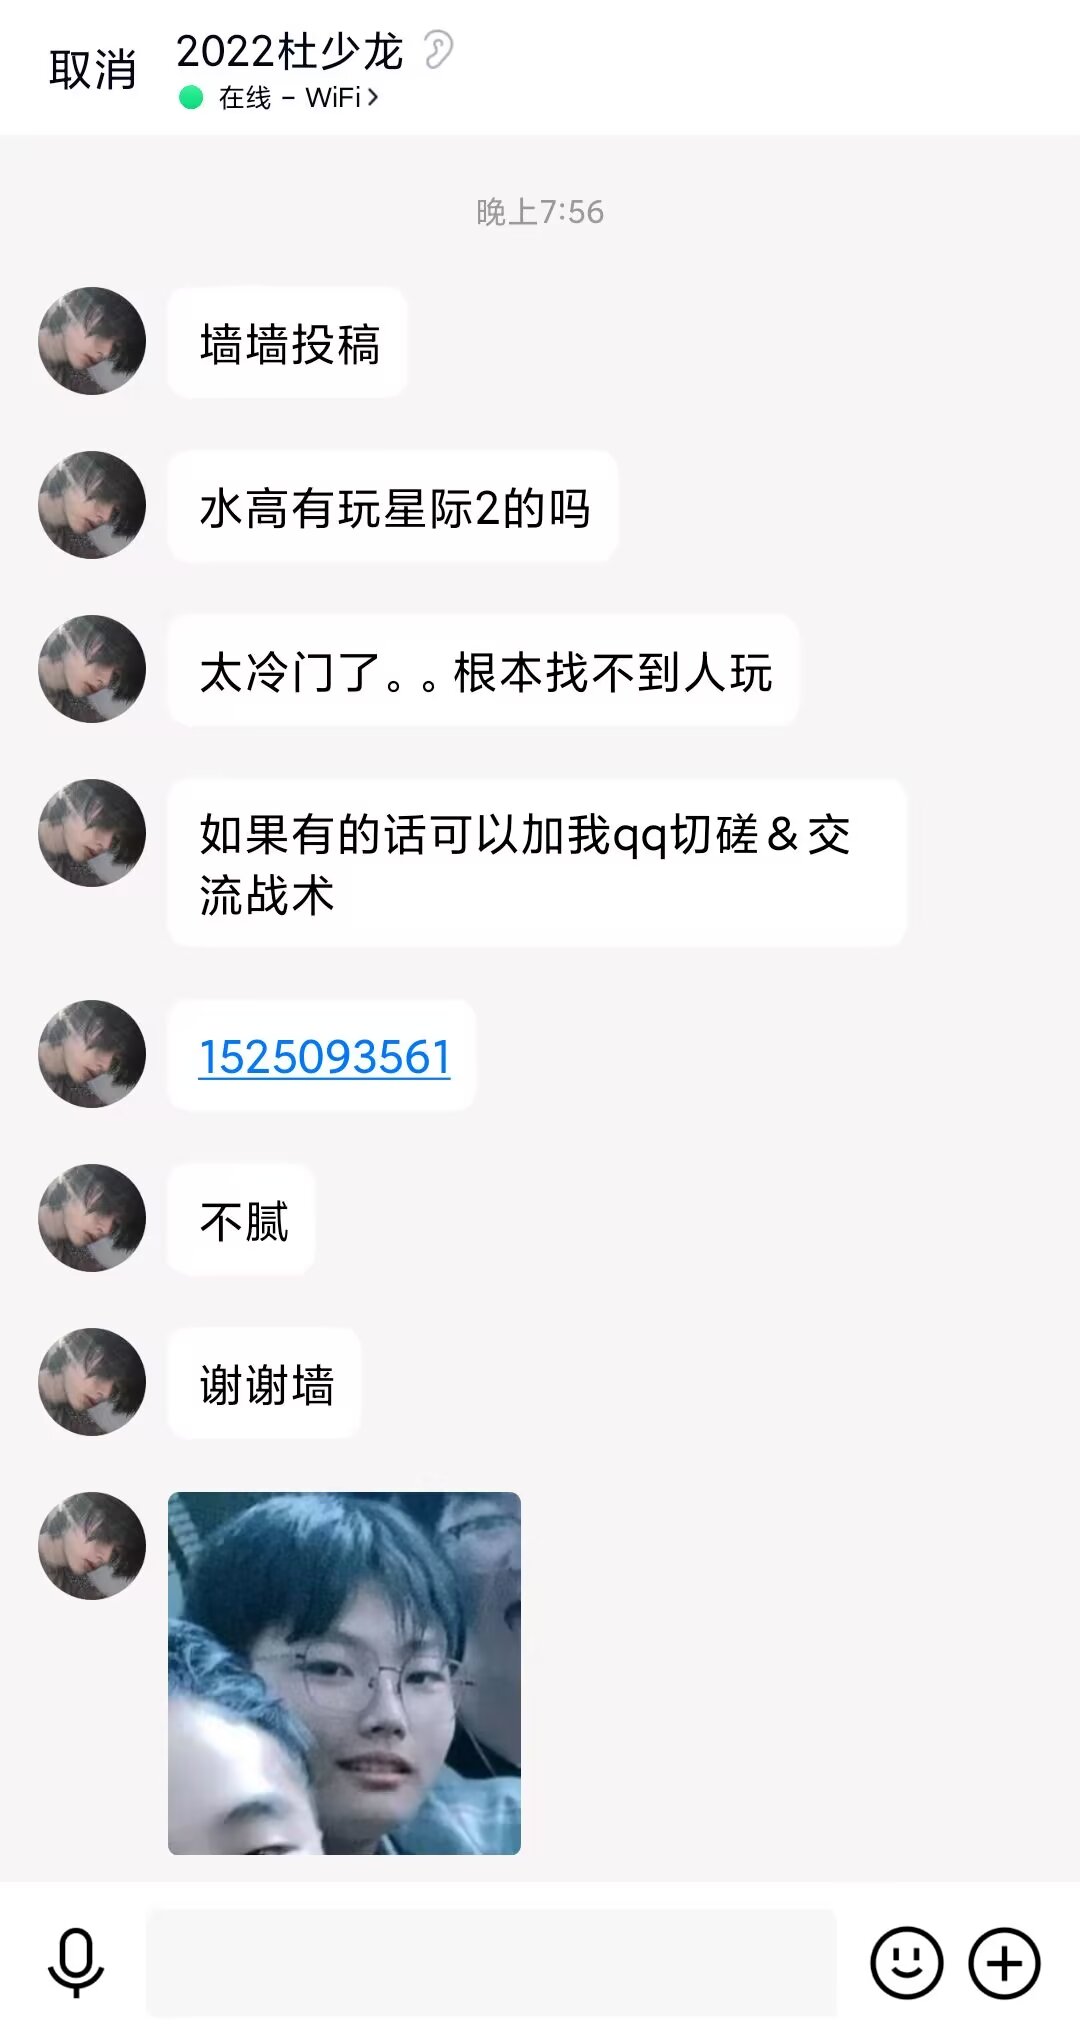 取消
2022杜少龙
在线 - WiFi
晚上7:56
墙墙投稿
水高有玩星际2的吗
太冷门了。。根本找不到人玩
如果有的话可以加我qq切磋&交
流战术
1525093561
不腻
谢谢墙